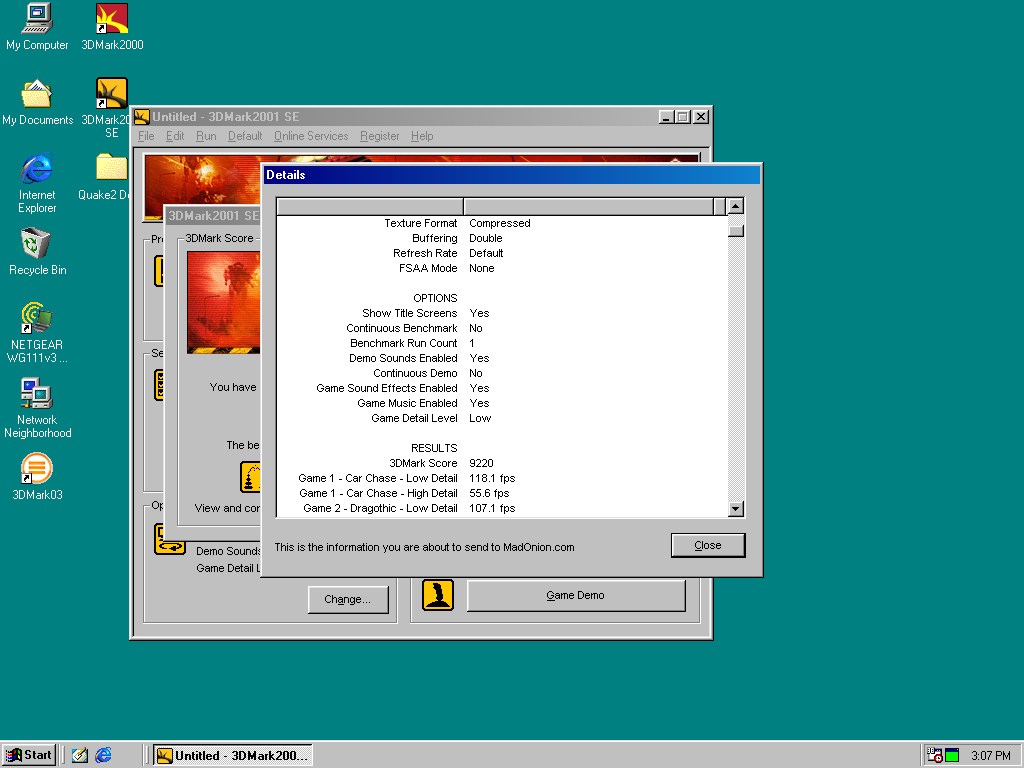 My Computer
3DMark2000
My Documents
3DMark20
SE
Internet
Explorer
Quake2 De
Recycle Bin
NETGEAR
WG111v3 ...
Network
Neighborhood
3DMark03
Untitled - 3DMark2001 SE
File Edit Run Default Online Services Register Help
Pr
Se
Op
3DMark2001 SE
3DMark Score
You have
The be
View and cor
Demo Sounds
Game Detail L
Change...
Game Demo
Details
Texture Format Compressed
Buffering Double
Refresh Rate Default
FSAA Mode None
OPTIONS
Show Title Screens Yes
Continuous Benchmark No
Benchmark Run Count 1
Demo Sounds Enabled Yes
Continuous Demo No
Game Sound Effects Enabled Yes
Game Music Enabled Yes
Game Detail Level Low
RESULTS
3DMark Score 9220
Game 1 - Car Chase - Low Detail 118.1 fps
Game 1 - Car Chase - High Detail 55.6 fps
Game 2 - Dragothic - Low Detail 107.1 fps
This is the information you are about to send to MadOnion.com
Close
Start
Untitled - 3DMark200...
3:07 PM